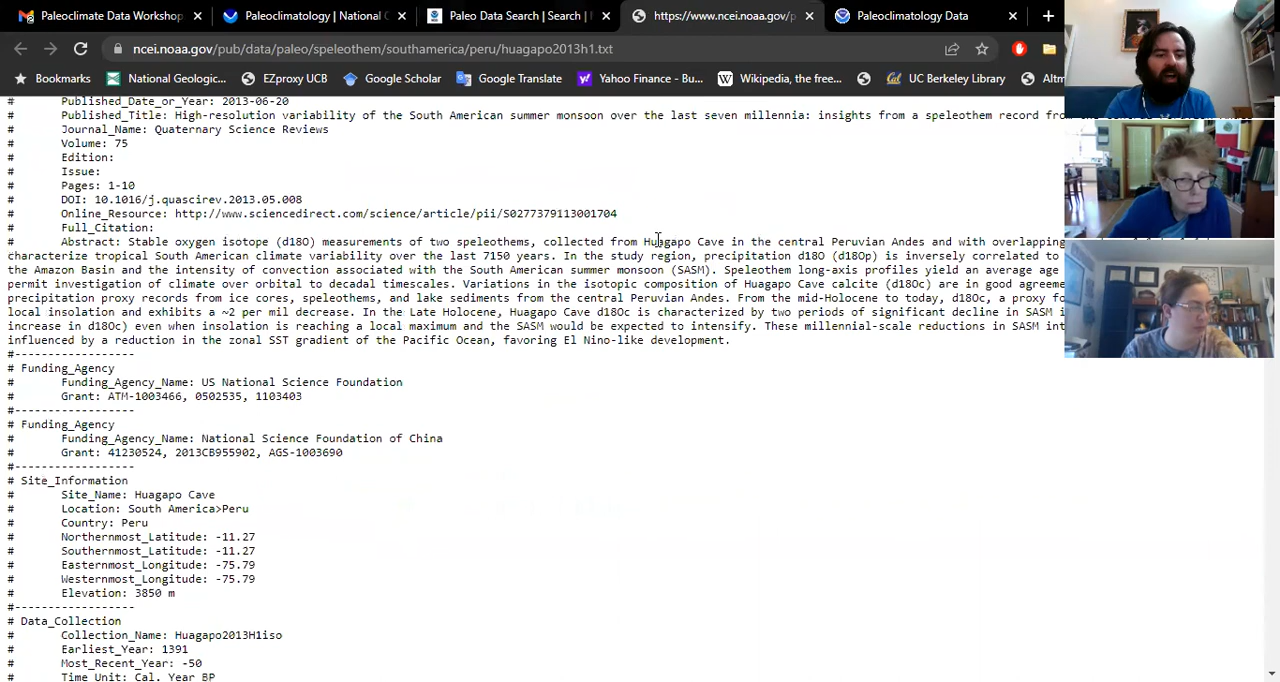 Paleoclimate Data Workshop
Paleoclimatology | National C
Paleo Data Search | Search |
https://www.ncei.noaa.gov/p
Paleoclimatology Data
ncei.noaa.gov/pub/data/paleo/speleothem/southamerica/peru/huagapo2013h1.txt
Bookmarks
National Geologic...
EZproxy UCB
Google Scholar
Google Translate
Yahoo Finance - Bu...
Wikipedia, the free...
UC Berkeley Library
Altm
# Published_Date_or_Year: 2013-06-20
# Published_Title: High-resolution variability of the South American summer monsoon over the last seven millennia: insights from a speleothem record from
# Journal_Name: Quaternary Science Reviews
# Volume: 75
# Edition:
# Issue:
# Pages: 1-10
# DOI: 10.1016/j.quascirev.2013.05.008
# Online_Resource: http://www.sciencedirect.com/science/article/pii/S0277379113001704
# Full_Citation:
# Abstract: Stable oxygen isotope (d18O) measurements of two speleothems, collected from Huagapo Cave in the central Peruvian Andes and with overlapping
characterize tropical South American climate variability over the last 7150 years. In the study region, precipitation d18O (d18Op) is inversely correlated to
the Amazon Basin and the intensity of convection associated with the South American summer monsoon (SASM). Speleothem long-axis profiles yield an average age
permit investigation of climate over orbital to decadal timescales. Variations in the isotopic composition of Huagapo Cave calcite (d18Oc) are in good agreeme
precipitation proxy records from ice cores, speleothems, and lake sediments from the central Peruvian Andes. From the mid-Holocene to today, d18Oc, a proxy fo
local insolation and exhibits a ~2 per mil decrease. In the Late Holocene, Huagapo Cave d18Oc is characterized by two periods of significant decline in SASM i
increase in d18Oc) even when insolation is reaching a local maximum and the SASM would be expected to intensify. These millennial-scale reductions in SASM int
influenced by a reduction in the zonal SST gradient of the Pacific Ocean, favoring El Nino-like development.
#------------------
# Funding_Agency
# Funding_Agency_Name: US National Science Foundation
# Grant: ATM-1003466, 0502535, 1103403
#------------------
# Funding_Agency
# Funding_Agency_Name: National Science Foundation of China
# Grant: 41230524, 2013CB955902, AGS-1003690
#------------------
# Site_Information
# Site_Name: Huagapo Cave
# Location: South America>Peru
# Country: Peru
# Northernmost_Latitude: -11.27
# Southernmost_Latitude: -11.27
# Easternmost_Longitude: -75.79
# Westernmost_Longitude: -75.79
# Elevation: 3850 m
#------------------
# Data_Collection
# Collection_Name: Huagapo2013H1iso
# Earliest_Year: 1391
# Most_Recent_Year: -50
# Time_Unit: Cal. Year BP